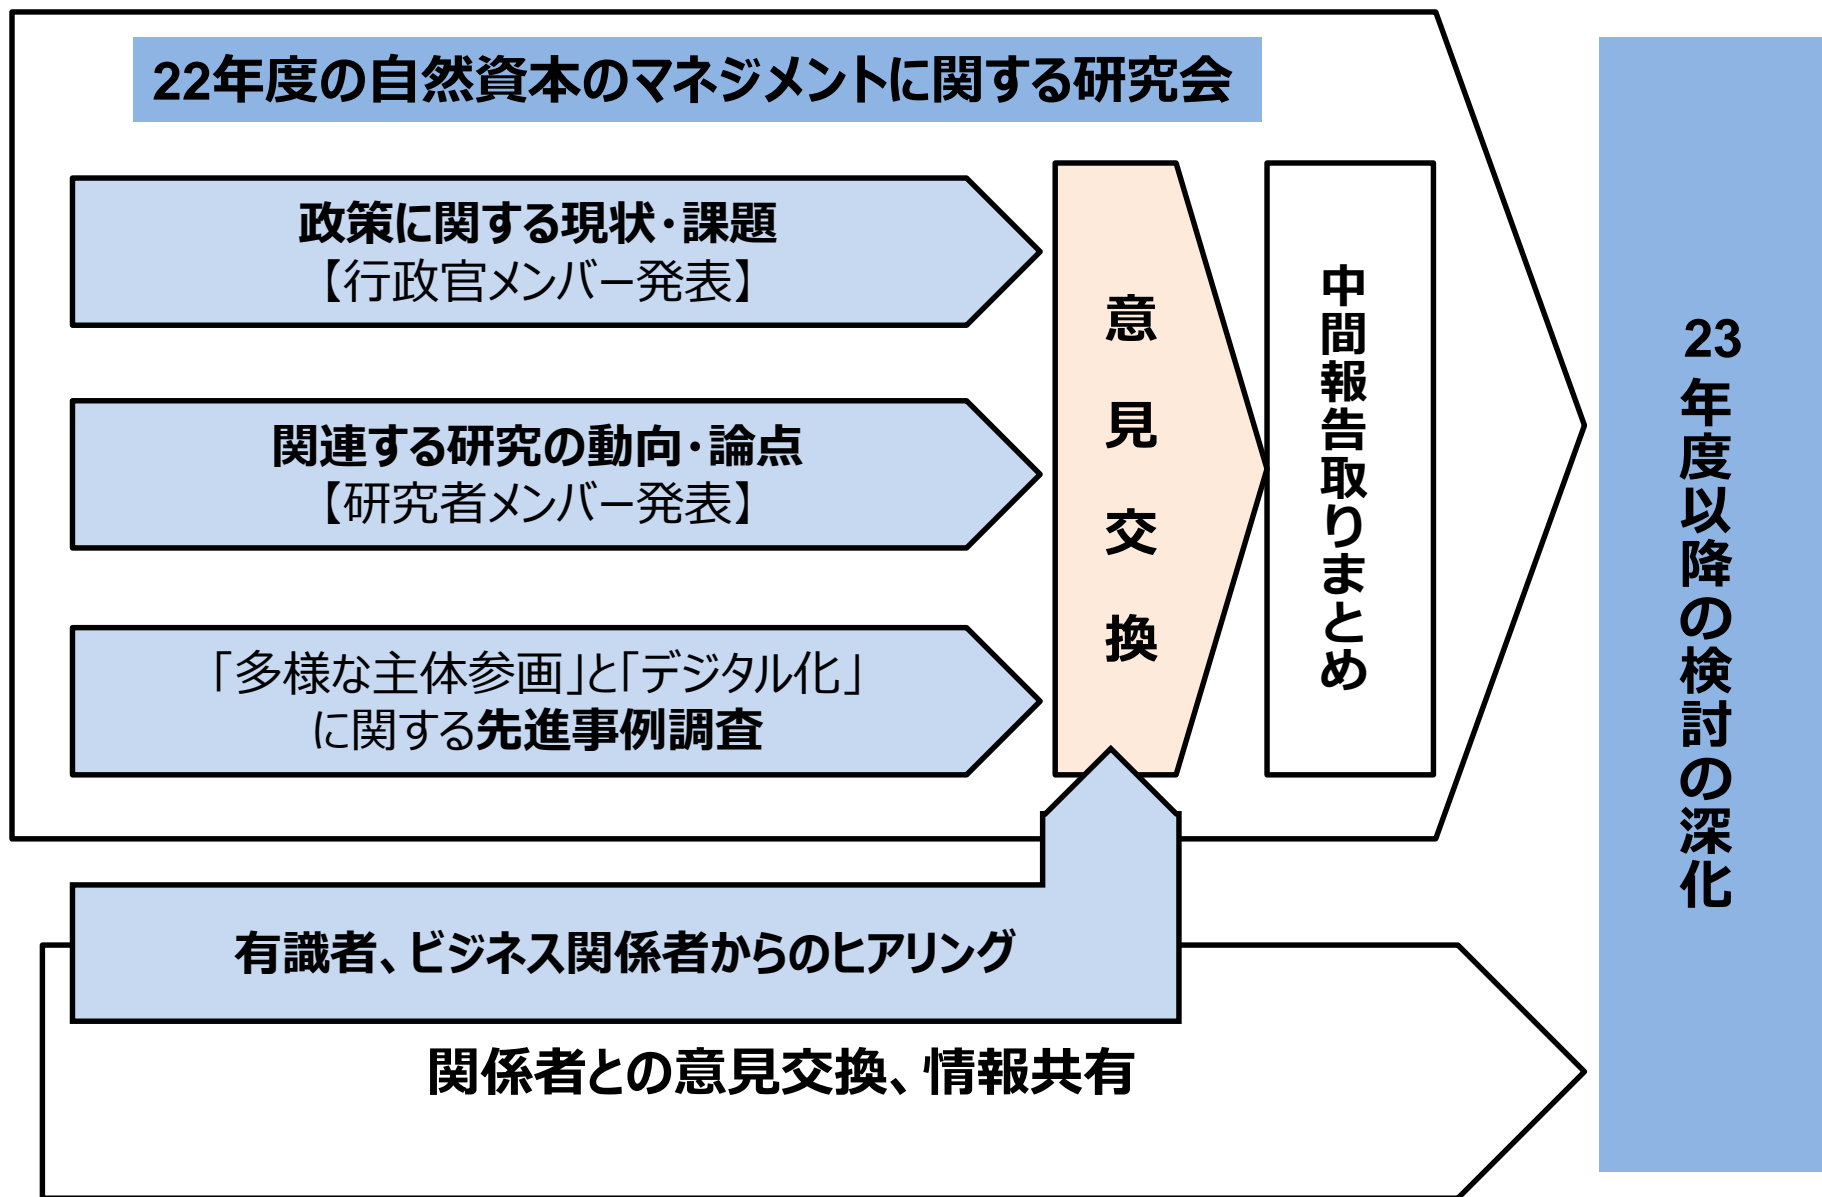 22年度の自然資本のマネジメントに関する研究会
政策に関する現状・課題
【行政官メンバー発表】
関連する研究の動向・論点
【研究者メンバー発表】
「多様な主体参画」と「デジタル化」
に関する先進事例調査
意見交換
中間報告取りまとめ
有識者、ビジネス関係者からのヒアリング
関係者との意見交換、情報共有
23年度以降の検討の深化